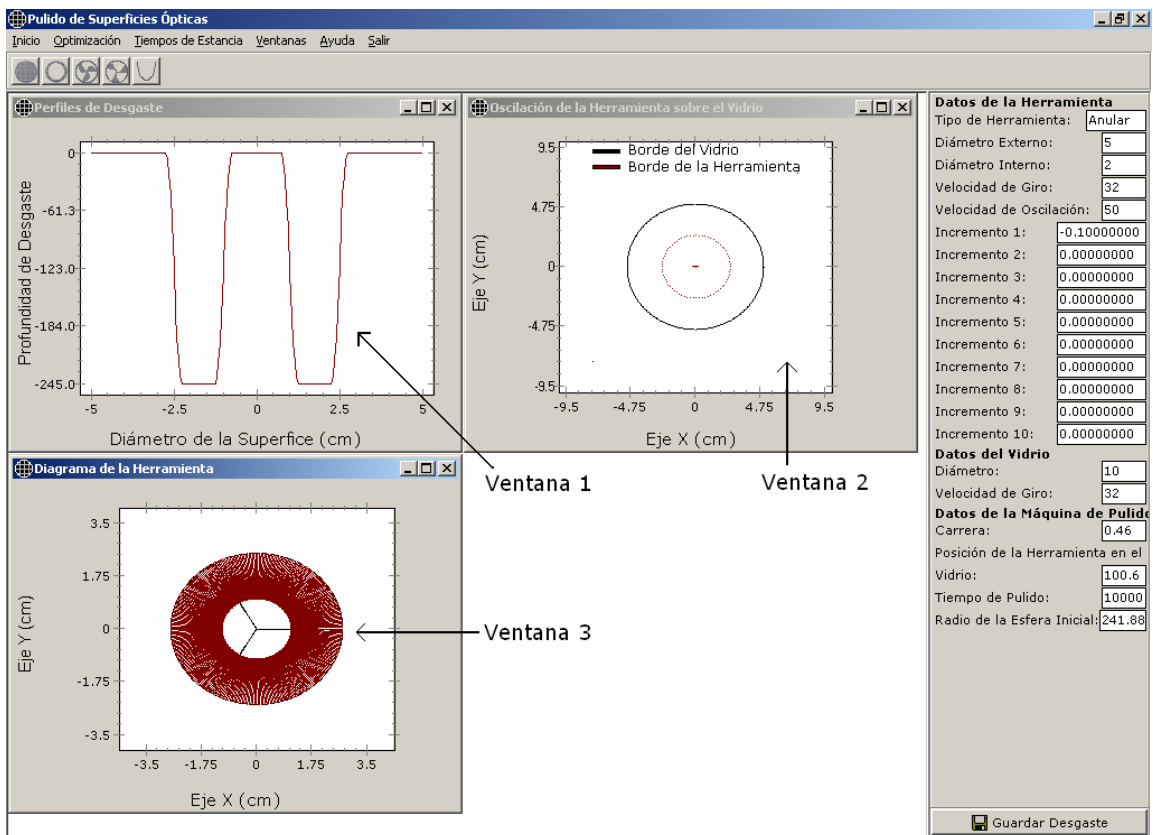 Pulido de Superficies Ópticas
Inicio Optimización Tiempos de Estancia Ventanas Ayuda Salir
Perfiles de Desgaste
0
-61.3
-123.0
-184.0
-245.0
Profundidad de Desgaste
-5 -2.5 0 2.5 5
Diámetro de la Superfice (cm)
Oscilación de la Herramienta sobre el Vidrio
Borde del Vidrio
Borde de la Herramienta
9.5
4.75
0
-4.75
-9.5
Eje Y (cm)
-9.5 -4.75 0 4.75 9.5
Eje X (cm)
Ventana 1
Ventana 2
Diagrama de la Herramienta
3.5
1.75
0
-1.75
-3.5
Eje Y (cm)
-3.5 -1.75 0 1.75 3.5
Eje X (cm)
Ventana 3
Datos de la Herramienta
Tipo de Herramienta: Anular
Diámetro Externo: 5
Diámetro Interno: 2
Velocidad de Giro: 32
Velocidad de Oscilación: 50
Incremento 1: -0.10000000
Incremento 2: 0.00000000
Incremento 3: 0.00000000
Incremento 4: 0.00000000
Incremento 5: 0.00000000
Incremento 6: 0.00000000
Incremento 7: 0.00000000
Incremento 8: 0.00000000
Incremento 9: 0.00000000
Incremento 10: 0.00000000
Datos del Vidrio
Diámetro: 10
Velocidad de Giro: 32
Datos de la Máquina de Pulido
Carrera: 0.46
Posición de la Herramienta en el
Vidrio: 100.6
Tiempo de Pulido: 10000
Radio de la Esfera Inicial: 241.88
Guardar Desgaste